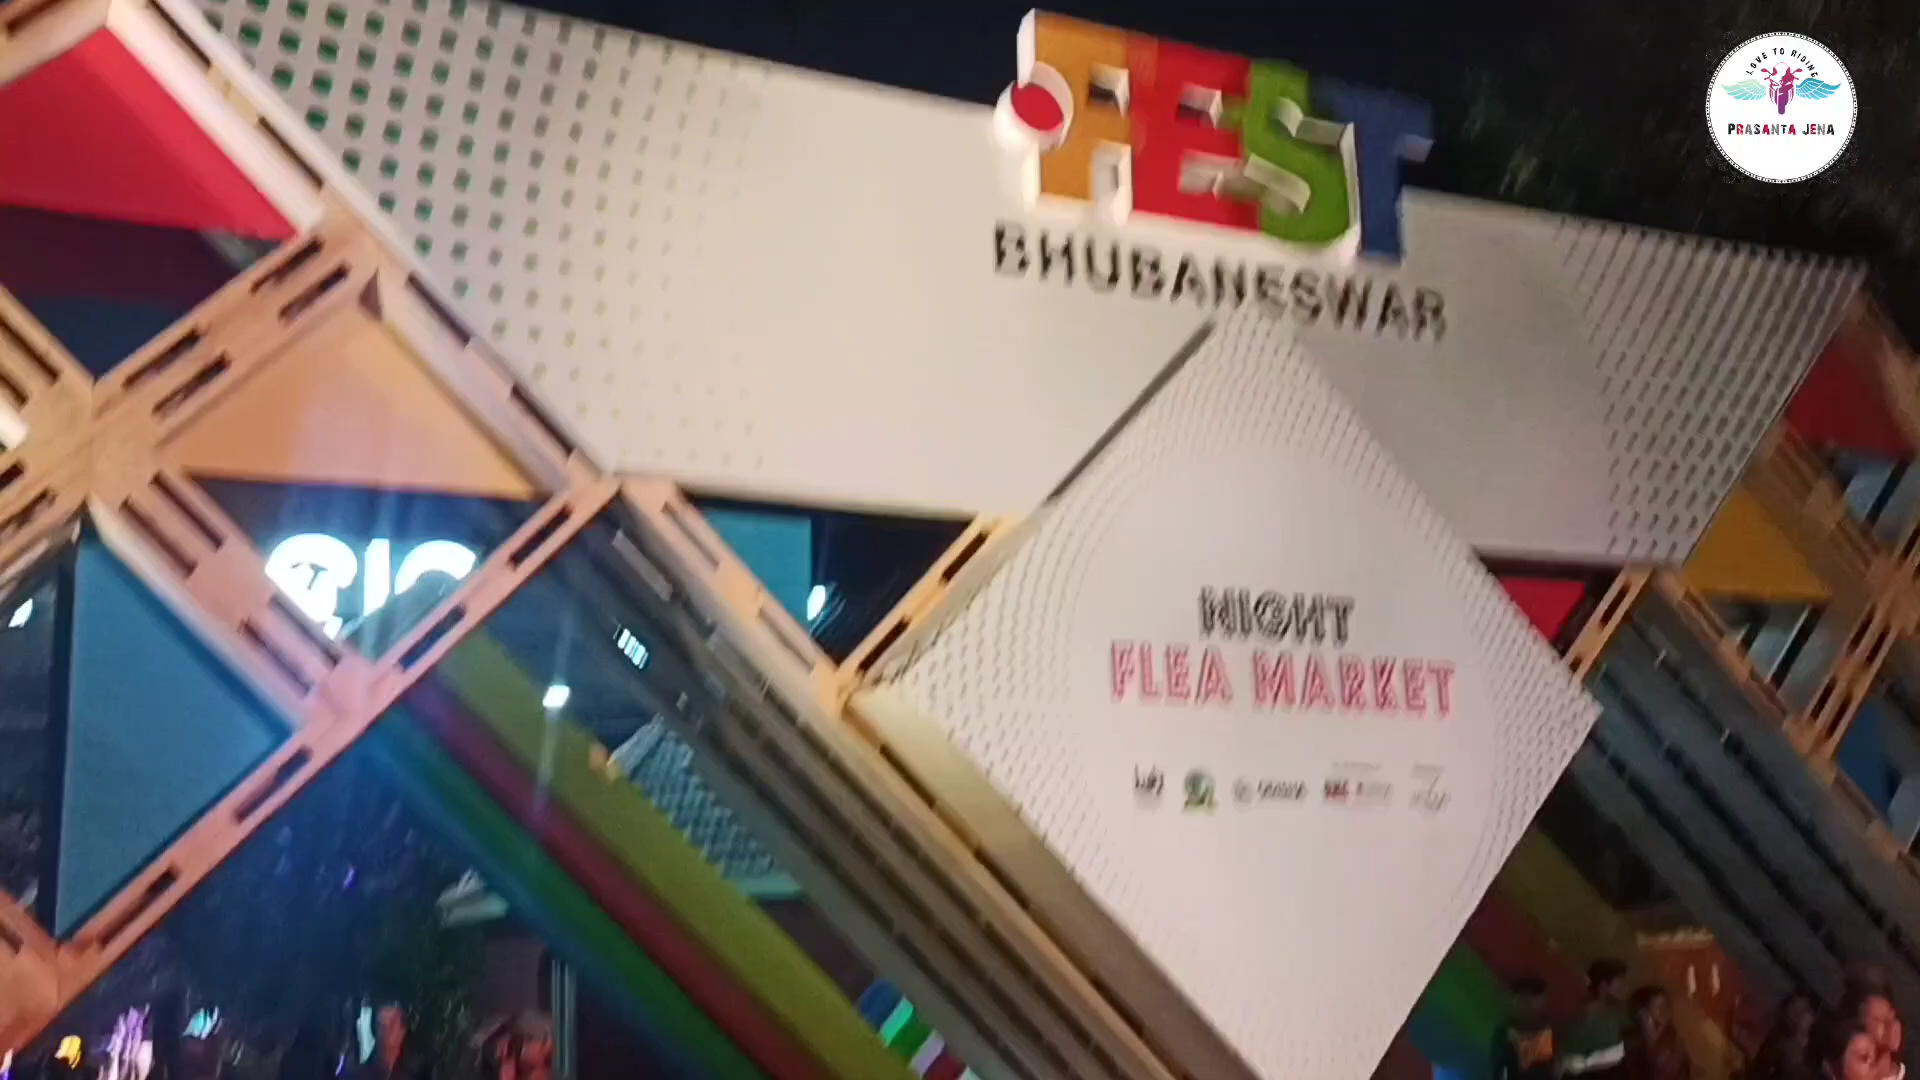 LOVE TO RIDING
PRASANTA JENA
.FEST
BHUBANESWAR
NIGHT
FLEA MARKET